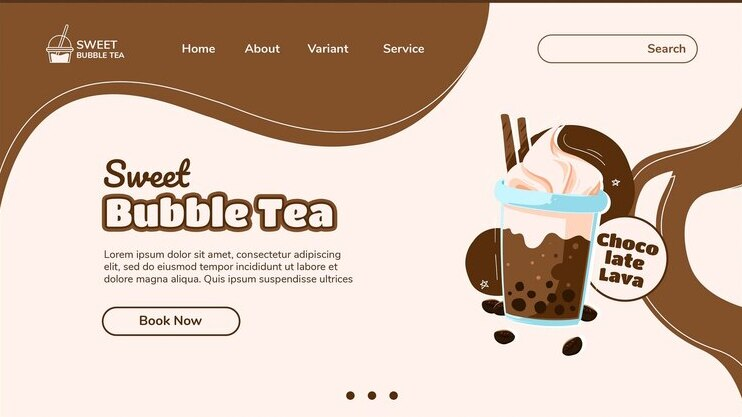 SWEET
BUBBLE TEA
Home About Variant Service
Search
Sweet
Bubble Tea
Lorem ipsum dolor sit amet, consectetur adipiscing
elit, sed do eiusmod tempor incididunt ut labore et
dolore magna aliqua. Quis ipsum suspendisse ultrices
Book Now
Choco
late
Lava